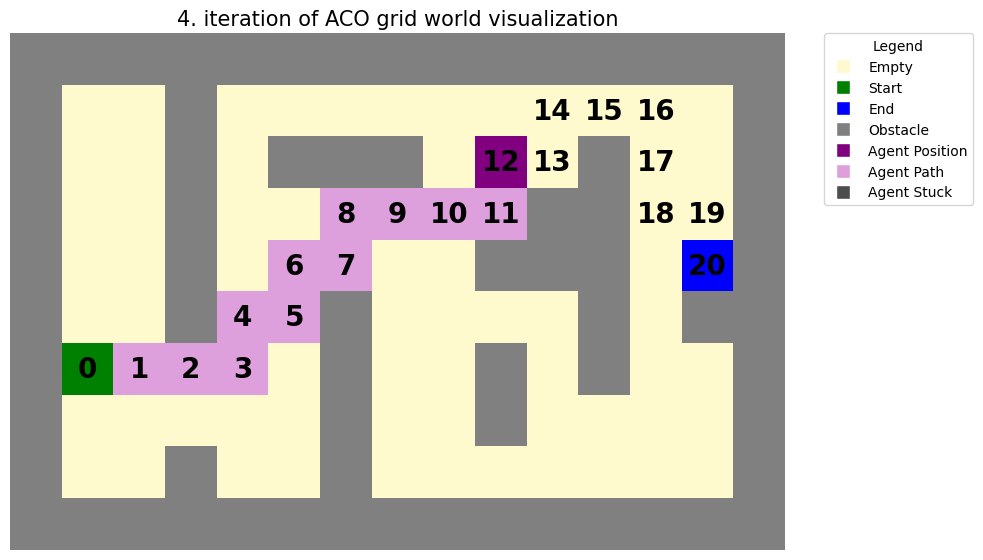 4. iteration of ACO grid world visualization
Legend
Empty
Start
End
Obstacle
Agent Position
Agent Path
Agent Stuck
14 15 16
12 13 17
8 9 10 11 18 19
6 7 20
4 5
0 1 2 3